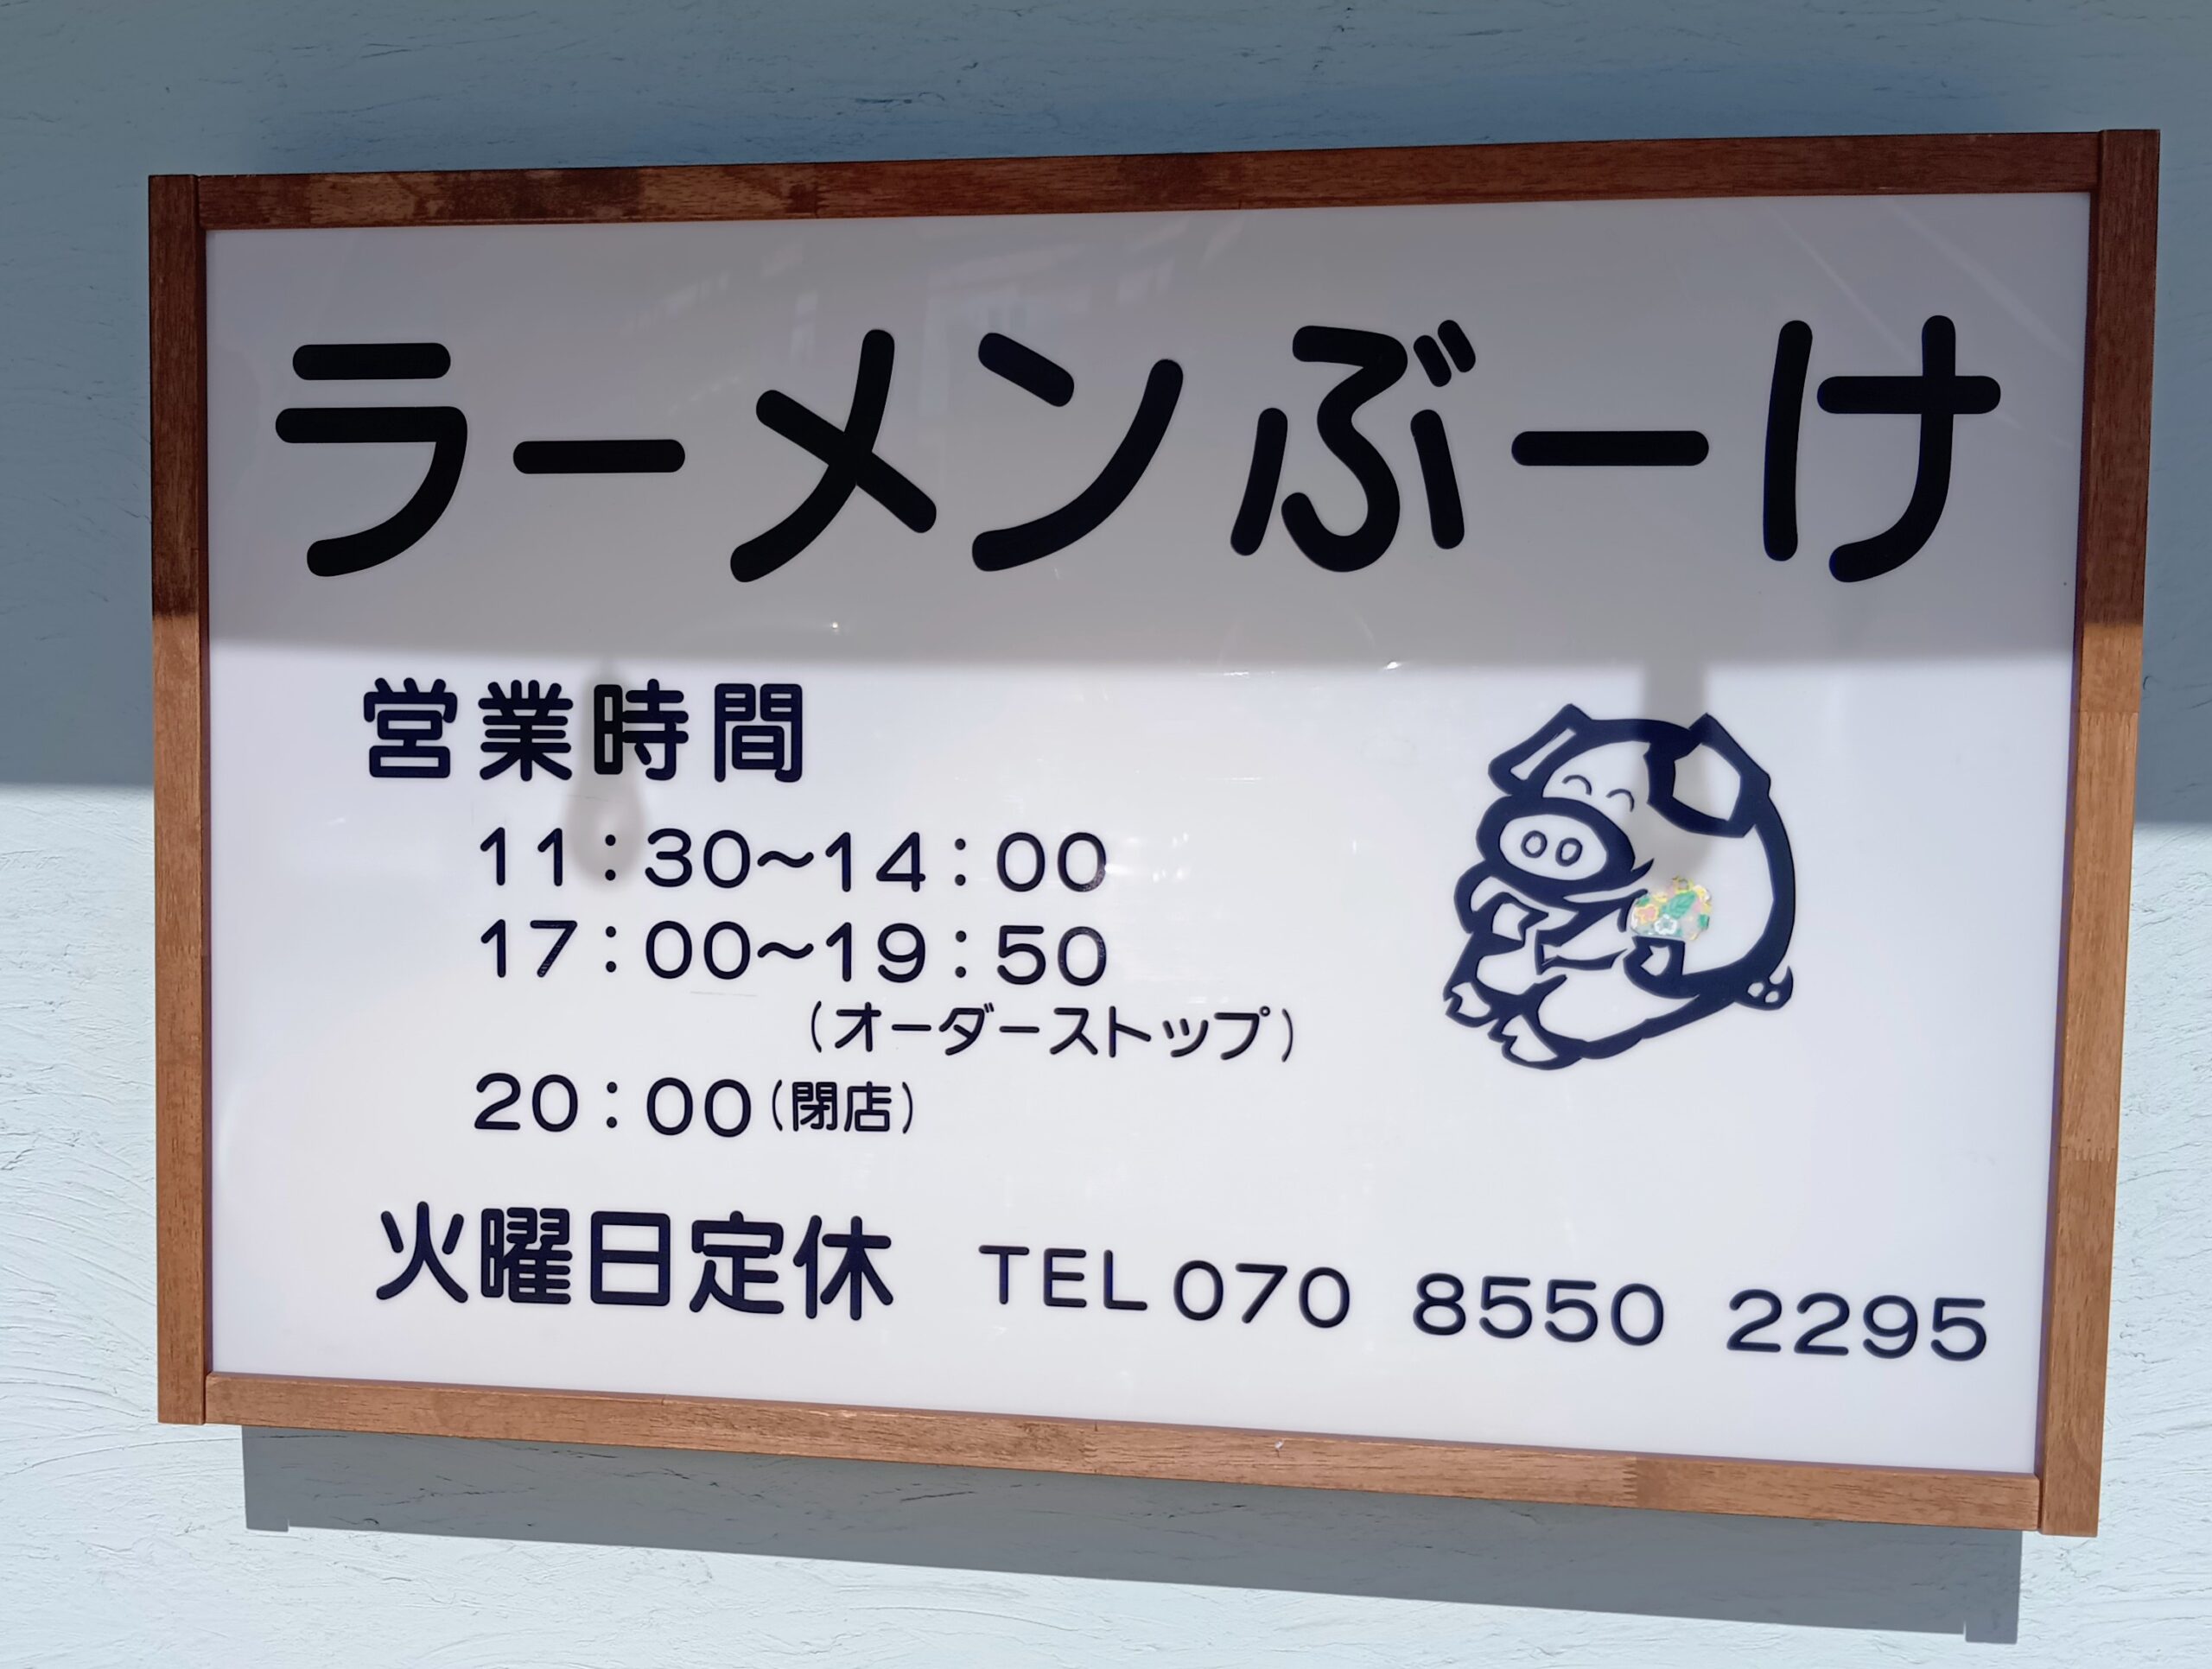 ラーメンぶーけ
営業時間
11：30～14：00
17：00～19：50
（オーダーストップ）
20：00（閉店）
火曜日定休 TEL 070 8550 2295